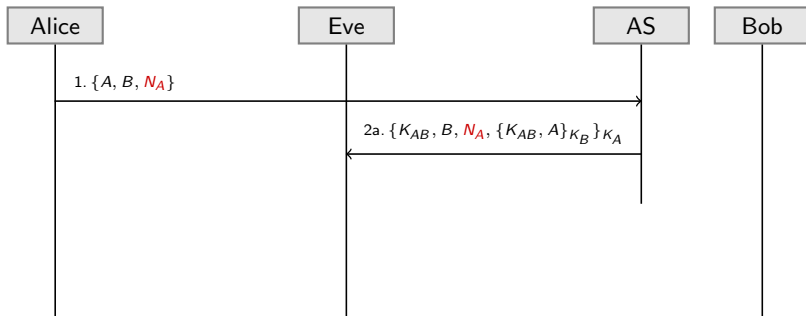 Alice Eve AS Bob
1. {A, B, N_A}
2a. {K_AB, B, N_A, {K_AB, A}_K_B}_K_A